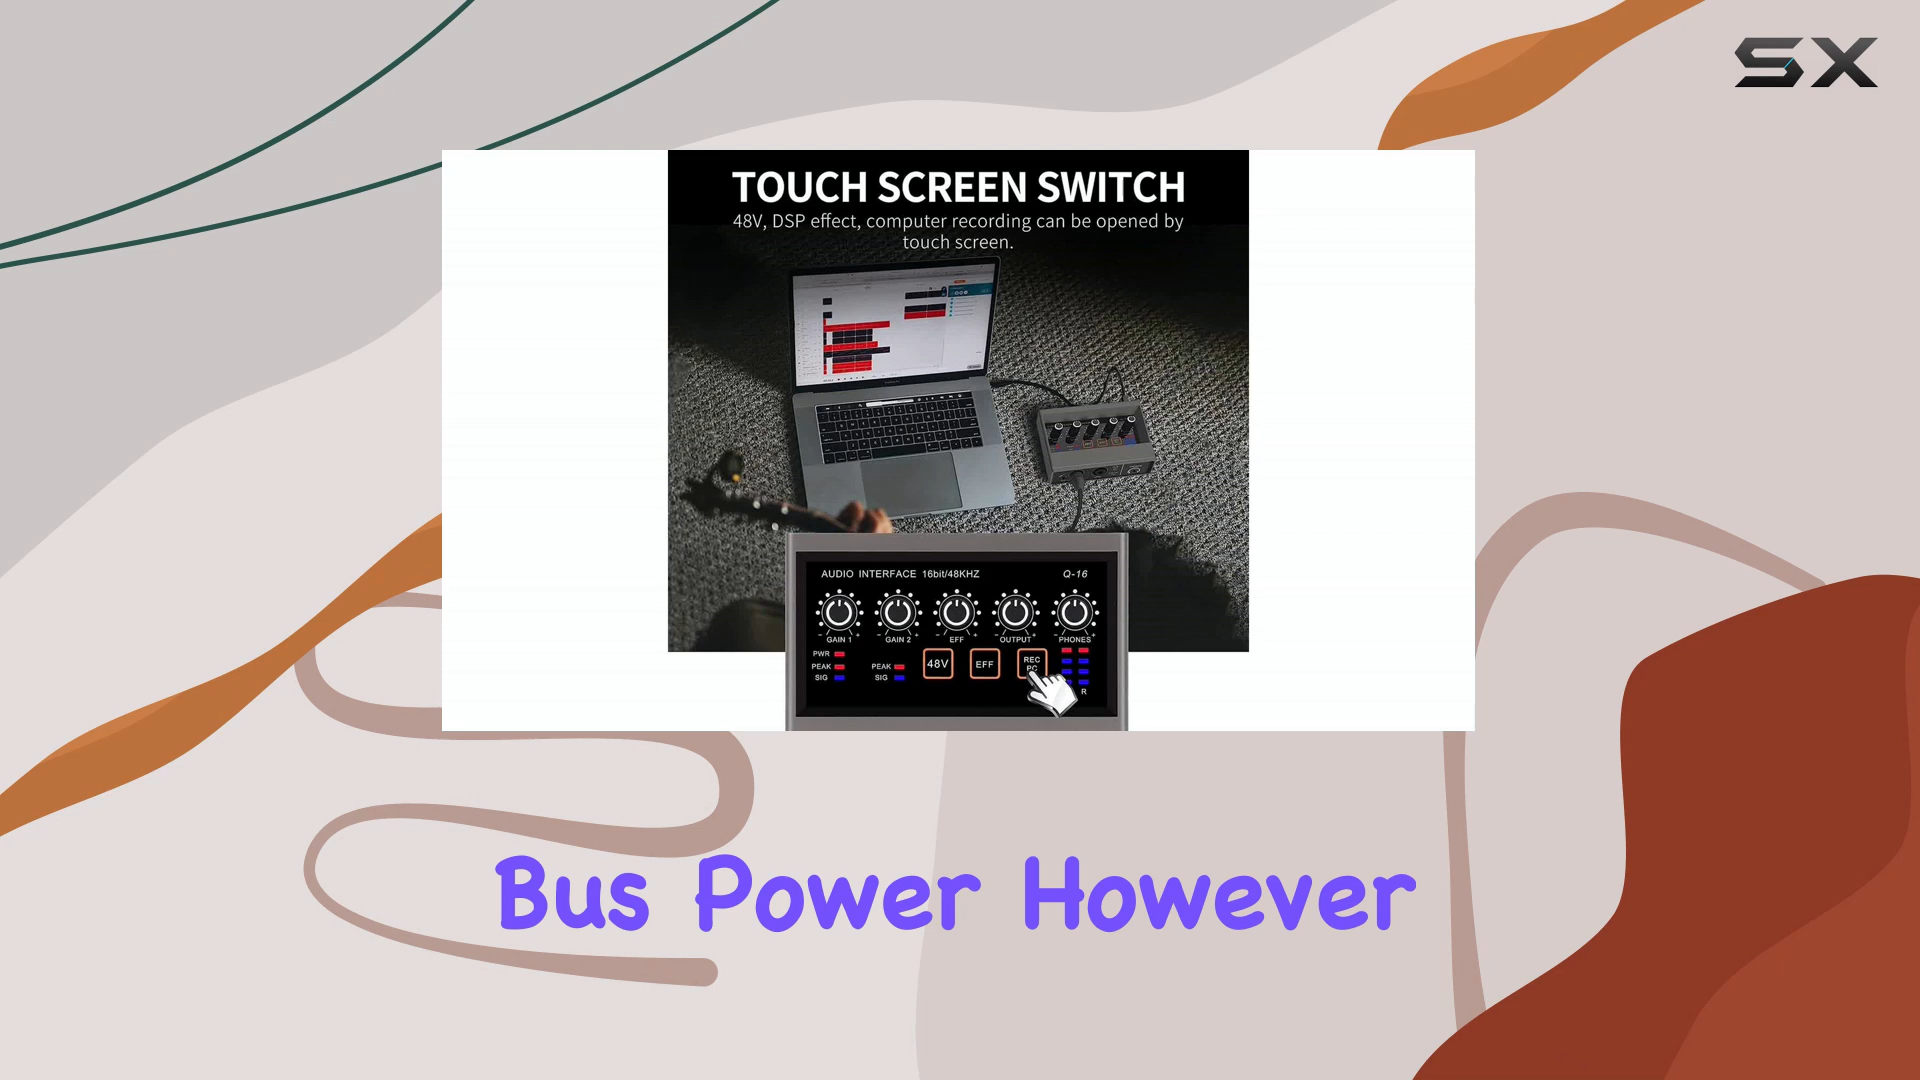 SX
TOUCH SCREEN SWITCH
48V, DSP effect, computer recording can be opened by
touch screen.
AUDIO INTERFACE 16bit/48KHZ Q-16
GAIN 1 GAIN 2 EFF OUTPUT PHONES
PWR
PEAK PEAK 48V EFF REC
PC
SIG SIG
R
Bus Power However